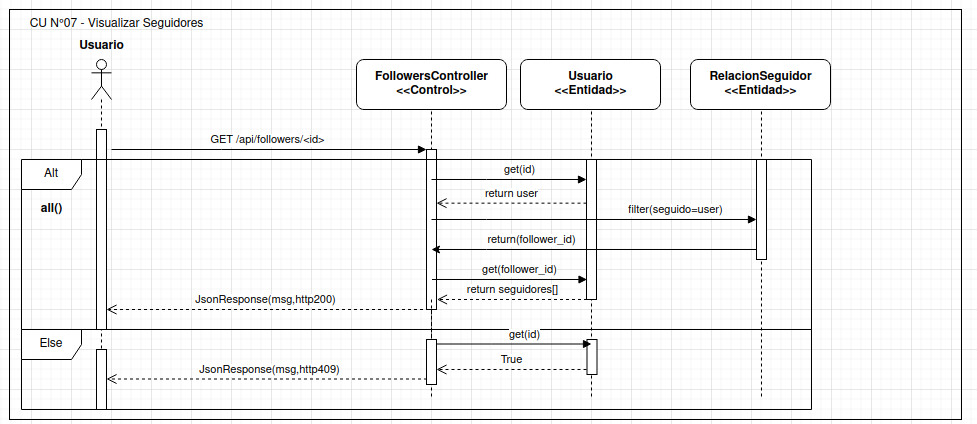 CU N°07 - Visualizar Seguidores
Usuario
FollowersController
<<Control>>
Usuario
<<Entidad>>
RelacionSeguidor
<<Entidad>>
GET /api/followers/<id>
Alt
all()
get(id)
return user
filter(seguido=user)
return(follower_id)
get(follower_id)
return seguidores[]
JsonResponse(msg,http200)
Else
get(id)
True
JsonResponse(msg,http409)